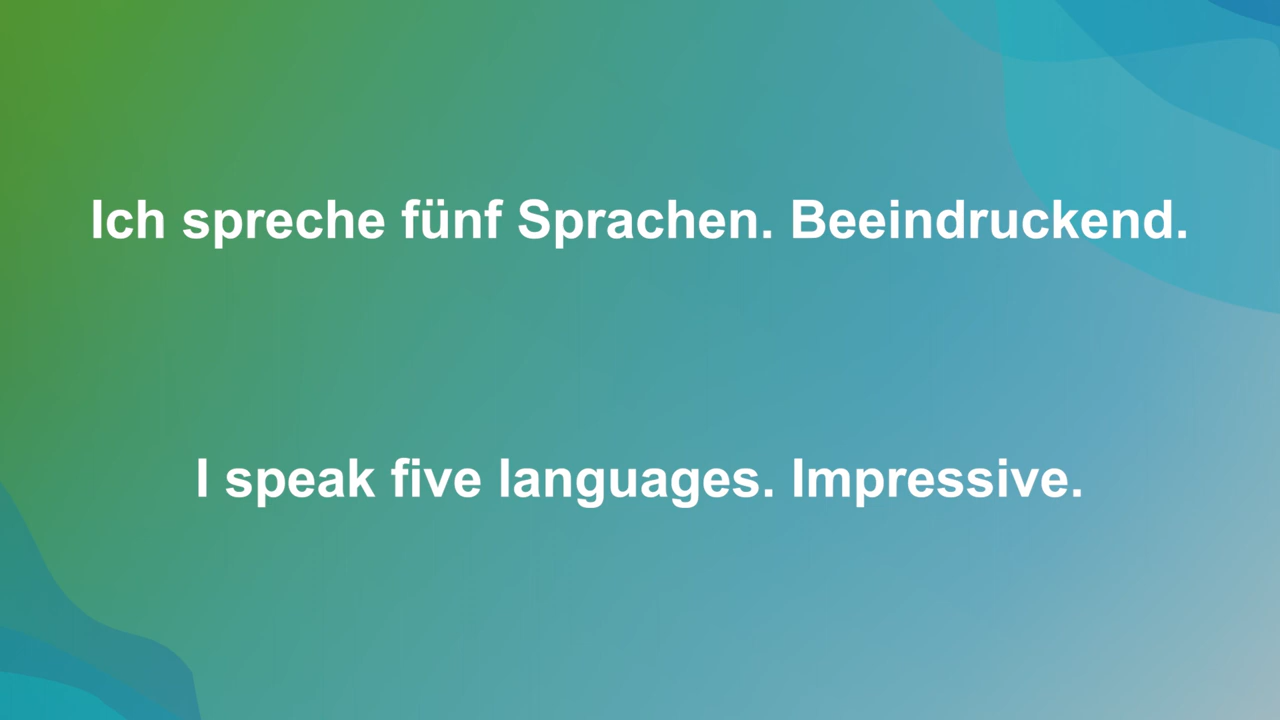 Ich spreche fünf Sprachen. Beeindruckend.
I speak five languages. Impressive.